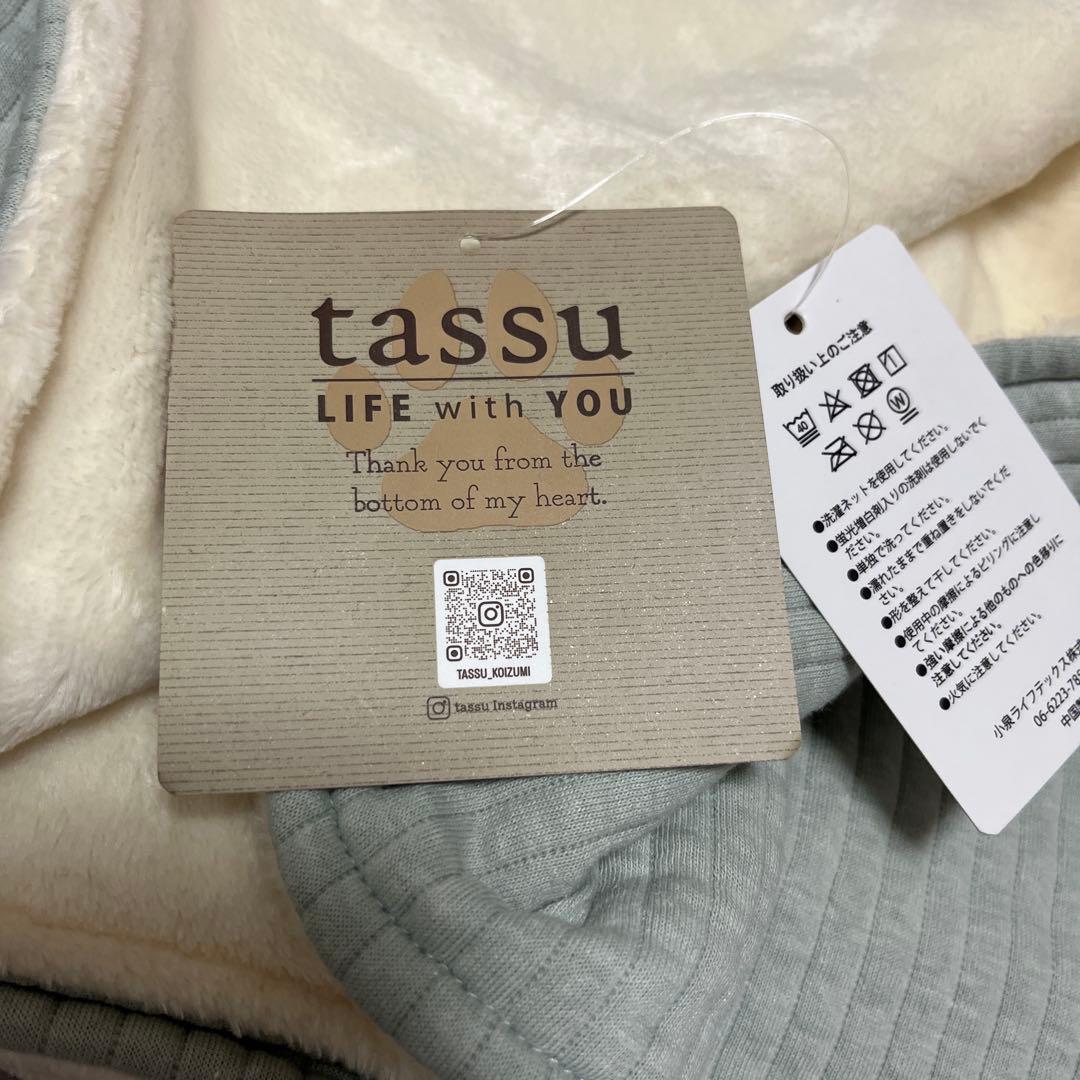 tassu
LIFE with YOU
Thank you from the
bottom of my heart.
TASSU_KOIZUMI
tassu Instagram
取り扱い上のご注意
40
W
●洗濯ネットを使用してください。
●蛍光増白剤入りの洗剤は使用しないでく
ださい。
●単独で洗ってください。
●濡れたままで重ね置きをしないでくだ
さい。
●形を整えて干してください。
●使用中の摩擦によるピリングに注意し
てください。
●強い摩擦による他のものへの色移りに
注意してください。
●火気に注意してください。
小泉ライフテックス株式
06-6223-78
中国